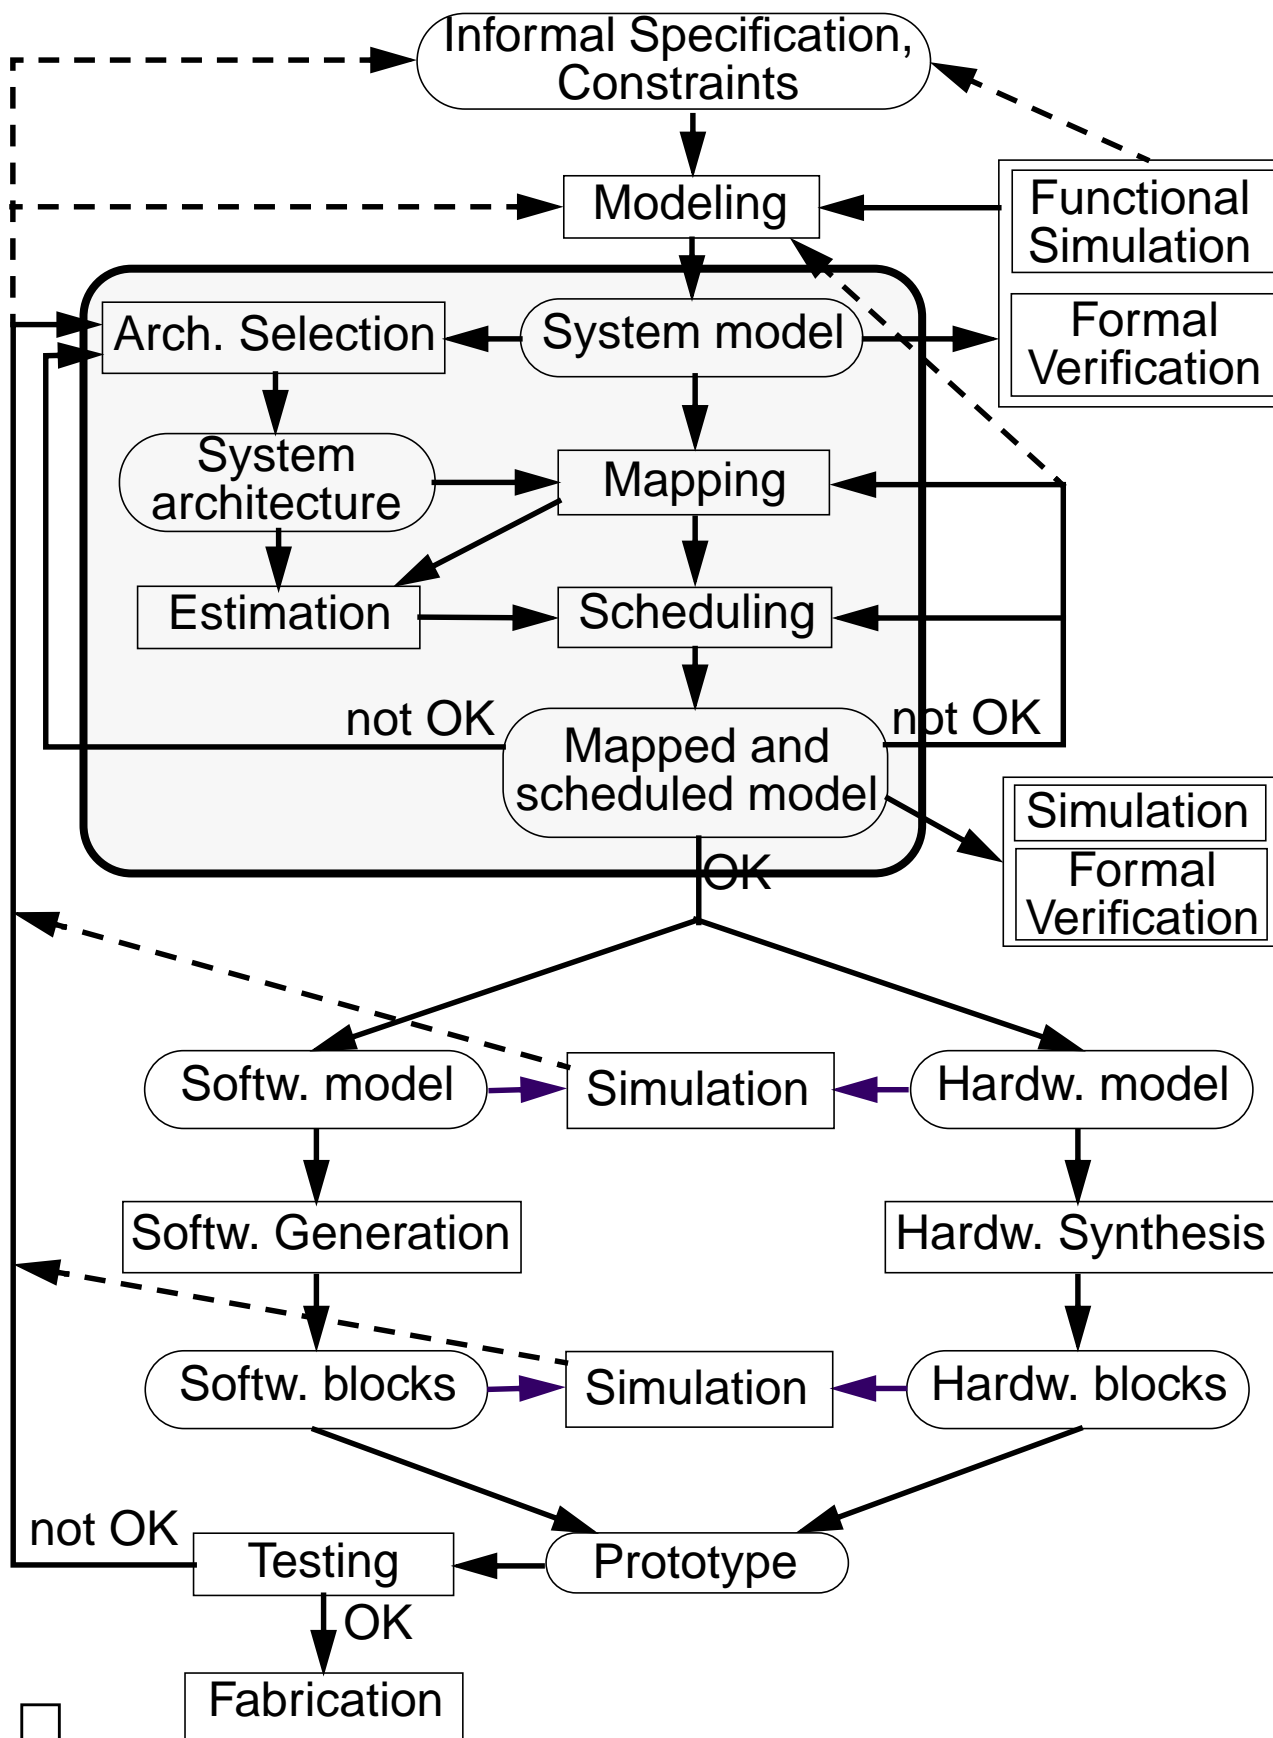 Informal Specification,
Constraints
Modeling
Functional
Simulation
Arch. Selection
System model
Formal
Verification
System
architecture
Mapping
Estimation
Scheduling
not OK
not OK
Mapped and
scheduled model
Simulation
Formal
Verification
OK
Softw. model
Simulation
Hardw. model
Softw. Generation
Hardw. Synthesis
Softw. blocks
Simulation
Hardw. blocks
not OK
Testing
Prototype
OK
Fabrication